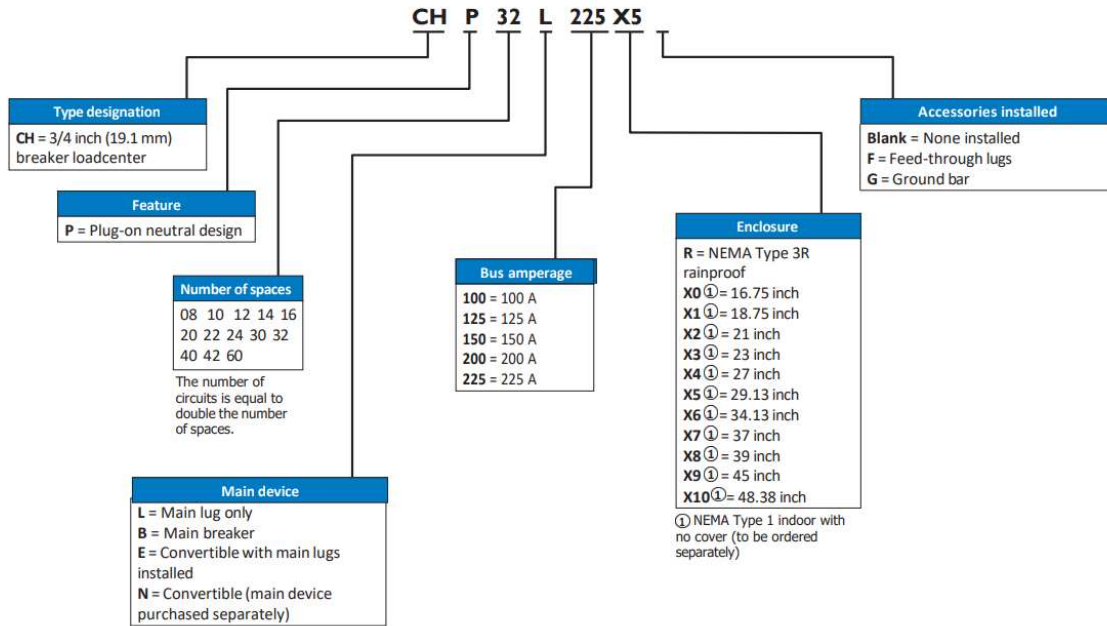 CH P 32 L 225 X5
Type designation
CH = 3/4 inch (19.1 mm)
breaker loadcenter
Feature
P = Plug-on neutral design
Number of spaces
08 10 12 14 16
20 22 24 30 32
40 42 60
The number of
circuits is equal to
double the number
of spaces.
Main device
L = Main lug only
B = Main breaker
E = Convertible with main lugs
installed
N = Convertible (main device
purchased separately)
Bus amperage
100 = 100 A
125 = 125 A
150 = 150 A
200 = 200 A
225 = 225 A
Enclosure
R = NEMA Type 3R
rainproof
X0 ① = 16.75 inch
X1 ① = 18.75 inch
X2 ① = 21 inch
X3 ① = 23 inch
X4 ① = 27 inch
X5 ① = 29.13 inch
X6 ① = 34.13 inch
X7 ① = 37 inch
X8 ① = 39 inch
X9 ① = 45 inch
X10 ① = 48.38 inch
① NEMA Type 1 indoor with
no cover (to be ordered
separately)
Accessories installed
Blank = None installed
F = Feed-through lugs
G = Ground bar